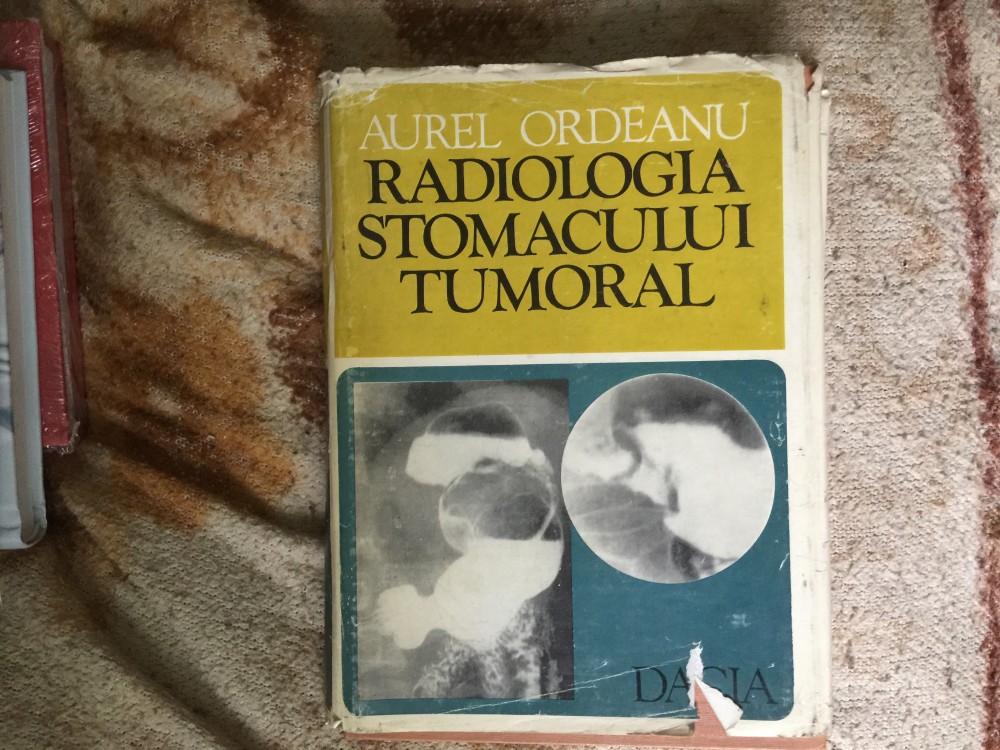 AUREL ORDEANU
RADIOLOGIA
STOMACULUI
TUMORAL
DACIA